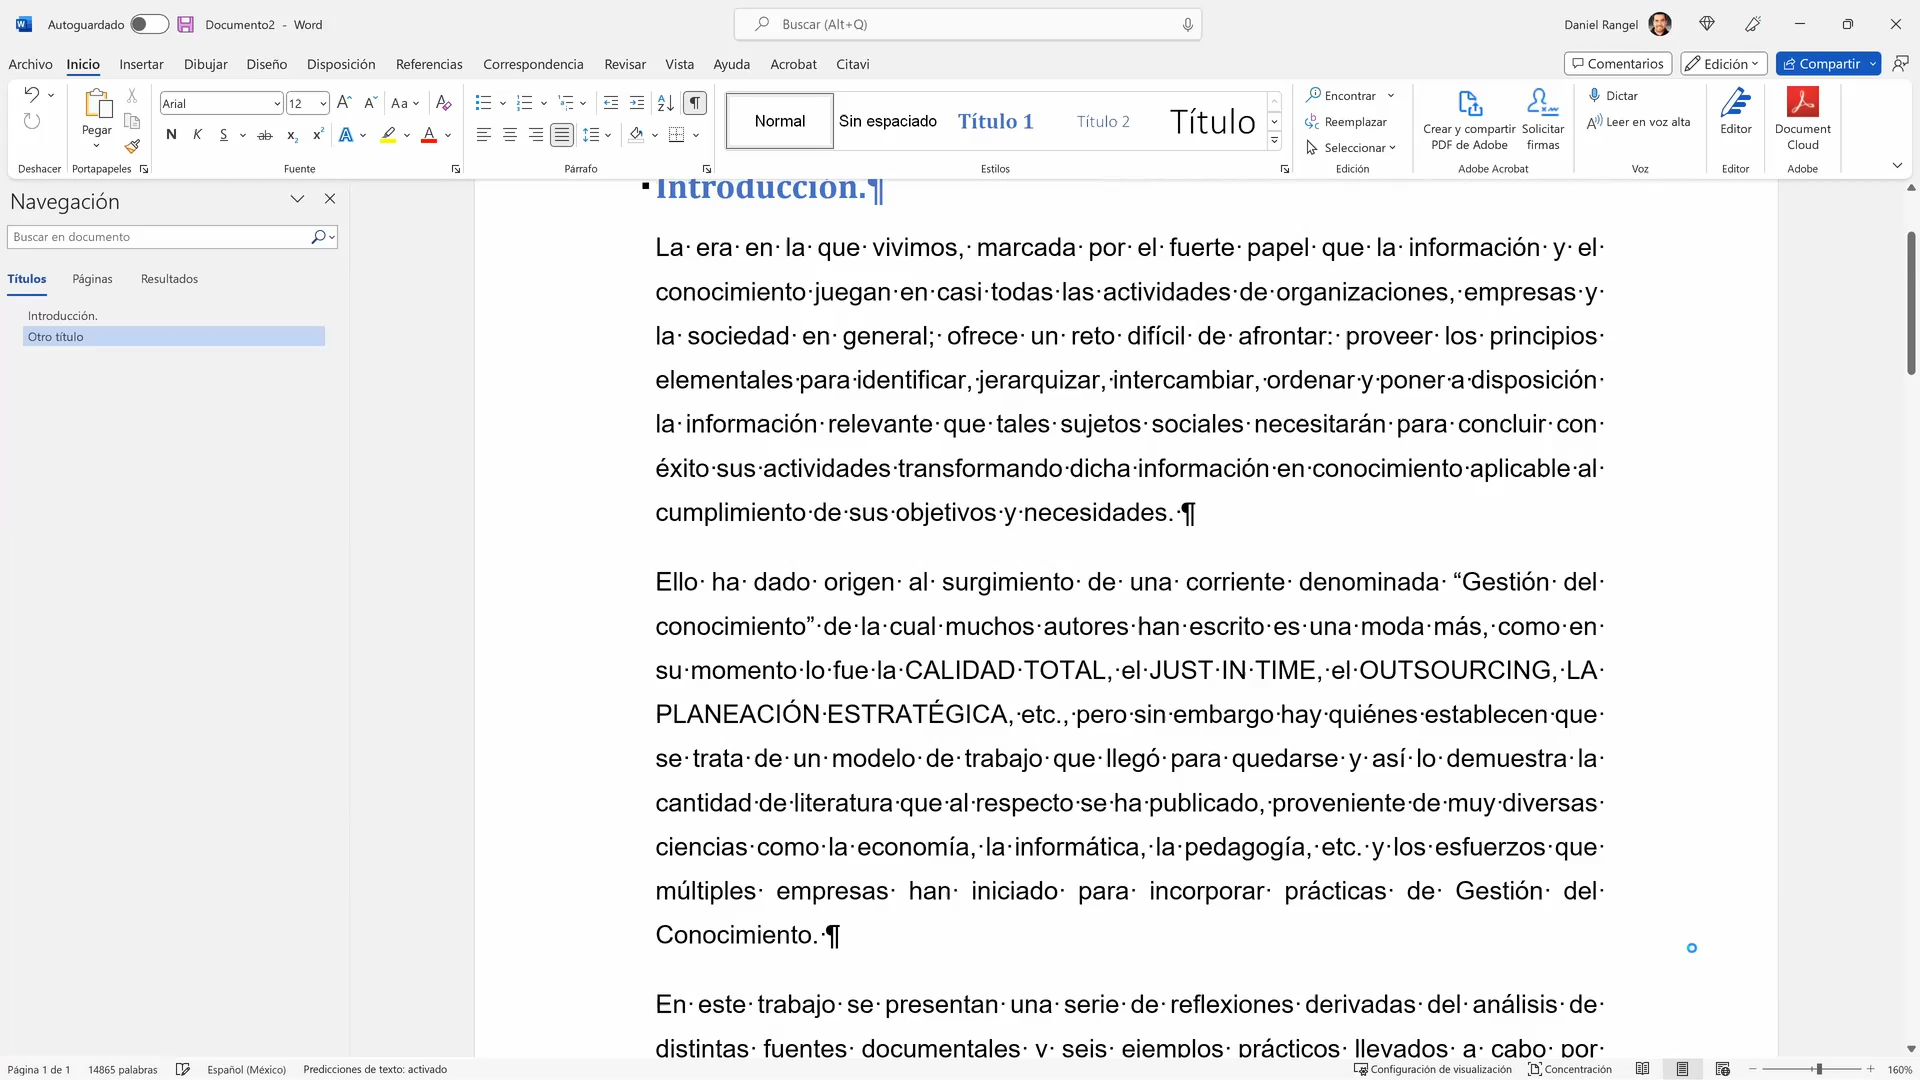 Autoguardado Documento2 - Word Buscar (Alt+Q) Daniel Rangel
Archivo Inicio Insertar Dibujar Diseño Disposición Referencias Correspondencia Revisar Vista Ayuda Acrobat Citavi Comentarios Edición Compartir
Pegar
Arial 12 Aa
N K S ab x₂ x² A A
Normal Sin espaciado Título 1 Título 2 Título
Encontrar
Reemplazar
Seleccionar
Crear y compartir PDF de Adobe
Solicitar firmas
Dictar
Leer en voz alta
Editor
Document Cloud
Deshacer Portapapeles Fuente Párrafo Estilos Edición Adobe Acrobat Voz Editor Adobe
Navegación
Buscar en documento
Títulos Páginas Resultados
Introducción.
Otro título
Introducción.¶
La era en la que vivimos, marcada por el fuerte papel que la información y el
conocimiento juegan en casi todas las actividades de organizaciones, empresas y
la sociedad en general; ofrece un reto difícil de afrontar: proveer los principios
elementales para identificar, jerarquizar, intercambiar, ordenar y poner a disposición
la información relevante que tales sujetos sociales necesitarán para concluir con
éxito sus actividades transformando dicha información en conocimiento aplicable al
cumplimiento de sus objetivos y necesidades. ¶
Ello ha dado origen al surgimiento de una corriente denominada “Gestión del
conocimiento” de la cual muchos autores han escrito es una moda más, como en
su momento lo fue la CALIDAD TOTAL, el JUST IN TIME, el OUTSOURCING, LA
PLANEACIÓN ESTRATÉGICA, etc., pero sin embargo hay quiénes establecen que
se trata de un modelo de trabajo que llegó para quedarse y así lo demuestra la
cantidad de literatura que al respecto se ha publicado, proveniente de muy diversas
ciencias como la economía, la informática, la pedagogía, etc. y los esfuerzos que
múltiples empresas han iniciado para incorporar prácticas de Gestión del
Conocimiento. ¶
En este trabajo se presentan una serie de reflexiones derivadas del análisis de
distintas fuentes documentales y seis ejemplos prácticos llevados a cabo por
Página 1 de 1 14865 palabras Español (México) Predicciones de texto: activado Configuración de visualización Concentración 160%